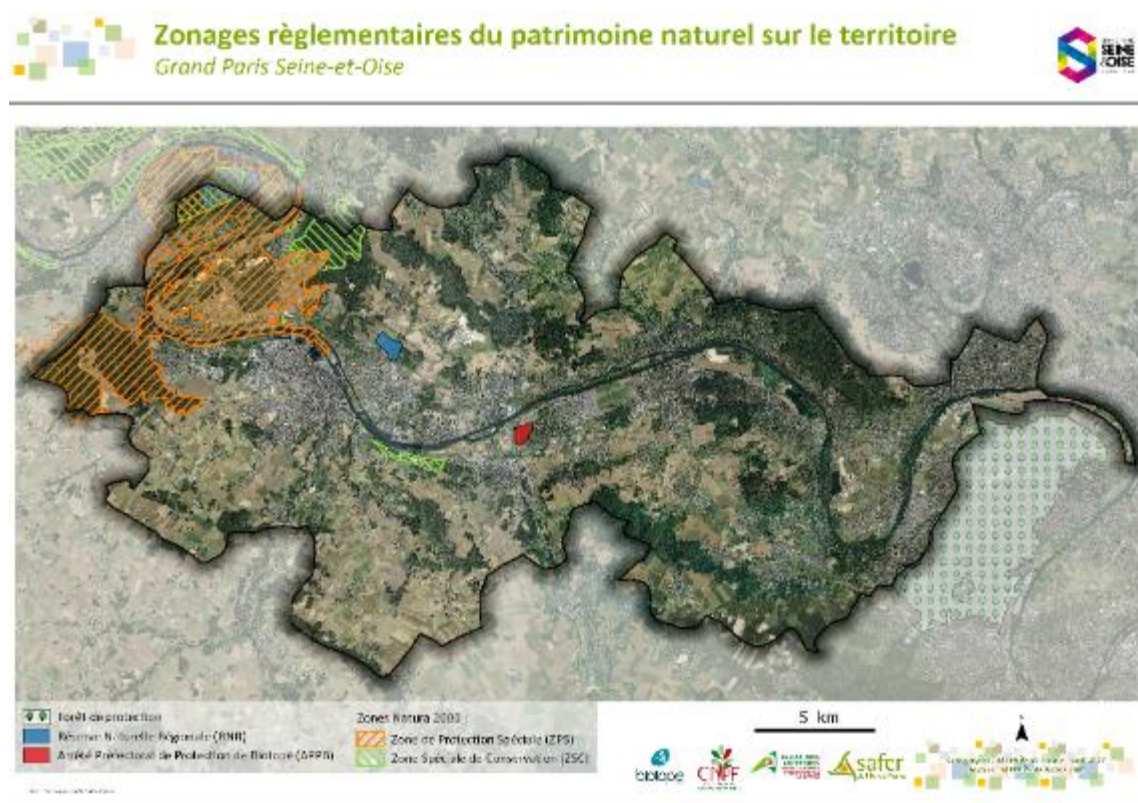 Zonages règlementaires du patrimoine naturel sur le territoire
Grand Paris Seine-et-Oise
SEINE
&OISE
Forêt de protection
Réserve Naturelle Régionale (RNR)
Arrêté Préfectoral de Protection de Biotope (APPB)
Zones Natura 2000 :
Zone de Protection Spéciale (ZPS)
Zone Spéciale de Conservation (ZSC)
5 km
N
biotope
CNPF
safer